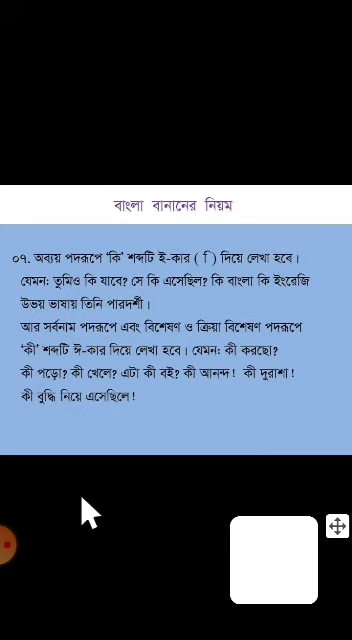 বাংলা বানানের নিয়ম
০৭. অব্যয় পদরূপে ‘কি’ শব্দটি ই-কার ( ি ) দিয়ে লেখা হবে।
যেমন: তুমিও কি যাবে? সে কি এসেছিল? কি বাংলা কি ইংরেজি
উভয় ভাষায় তিনি পারদর্শী।
আর সর্বনাম পদরূপে এবং বিশেষণ ও ক্রিয়া বিশেষণ পদরূপে
‘কী’ শব্দটি ঈ-কার দিয়ে লেখা হবে। যেমন: কী করছো?
কী পড়ো? কী খেলে? এটা কী বই? কী আনন্দ! কী দুরাশা!
কী বুদ্ধি নিয়ে এসেছিলে!